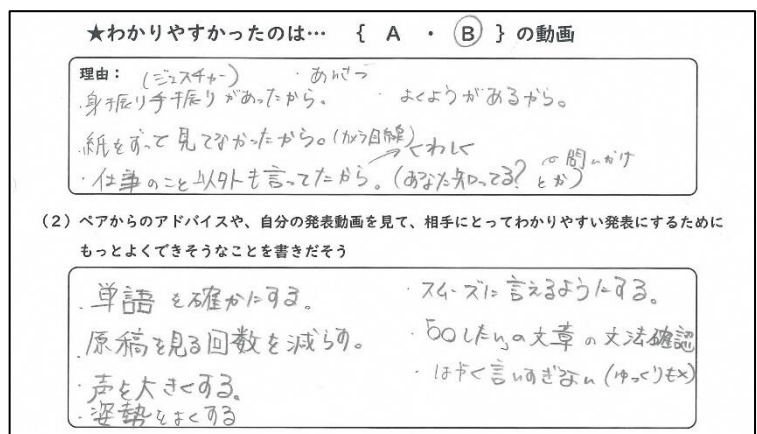 ★わかりやすかったのは… { A ・ B } の動画
理由：(ジェスチャー) ・あいさつ
・身振り手振りがあったから。 ・よくようがあるから。
・紙をずっと見てなかったから。(カメラ目線)
くわしく
・仕事のこと以外も言ってたから。(あなた知ってる？とか)
問いかけ
(2) ペアからのアドバイスや、自分の発表動画を見て、相手にとってわかりやすい発表にするために
もっとよくできそうなことを書きだそう
・単語を確かにする。 ・スムーズに言えるようにする。
・原稿を見る回数を減らす。 ・の文章の文法確認
・声を大きくする。 ・はやく言いすぎない(ゆっくりも×)
・姿勢をよくする